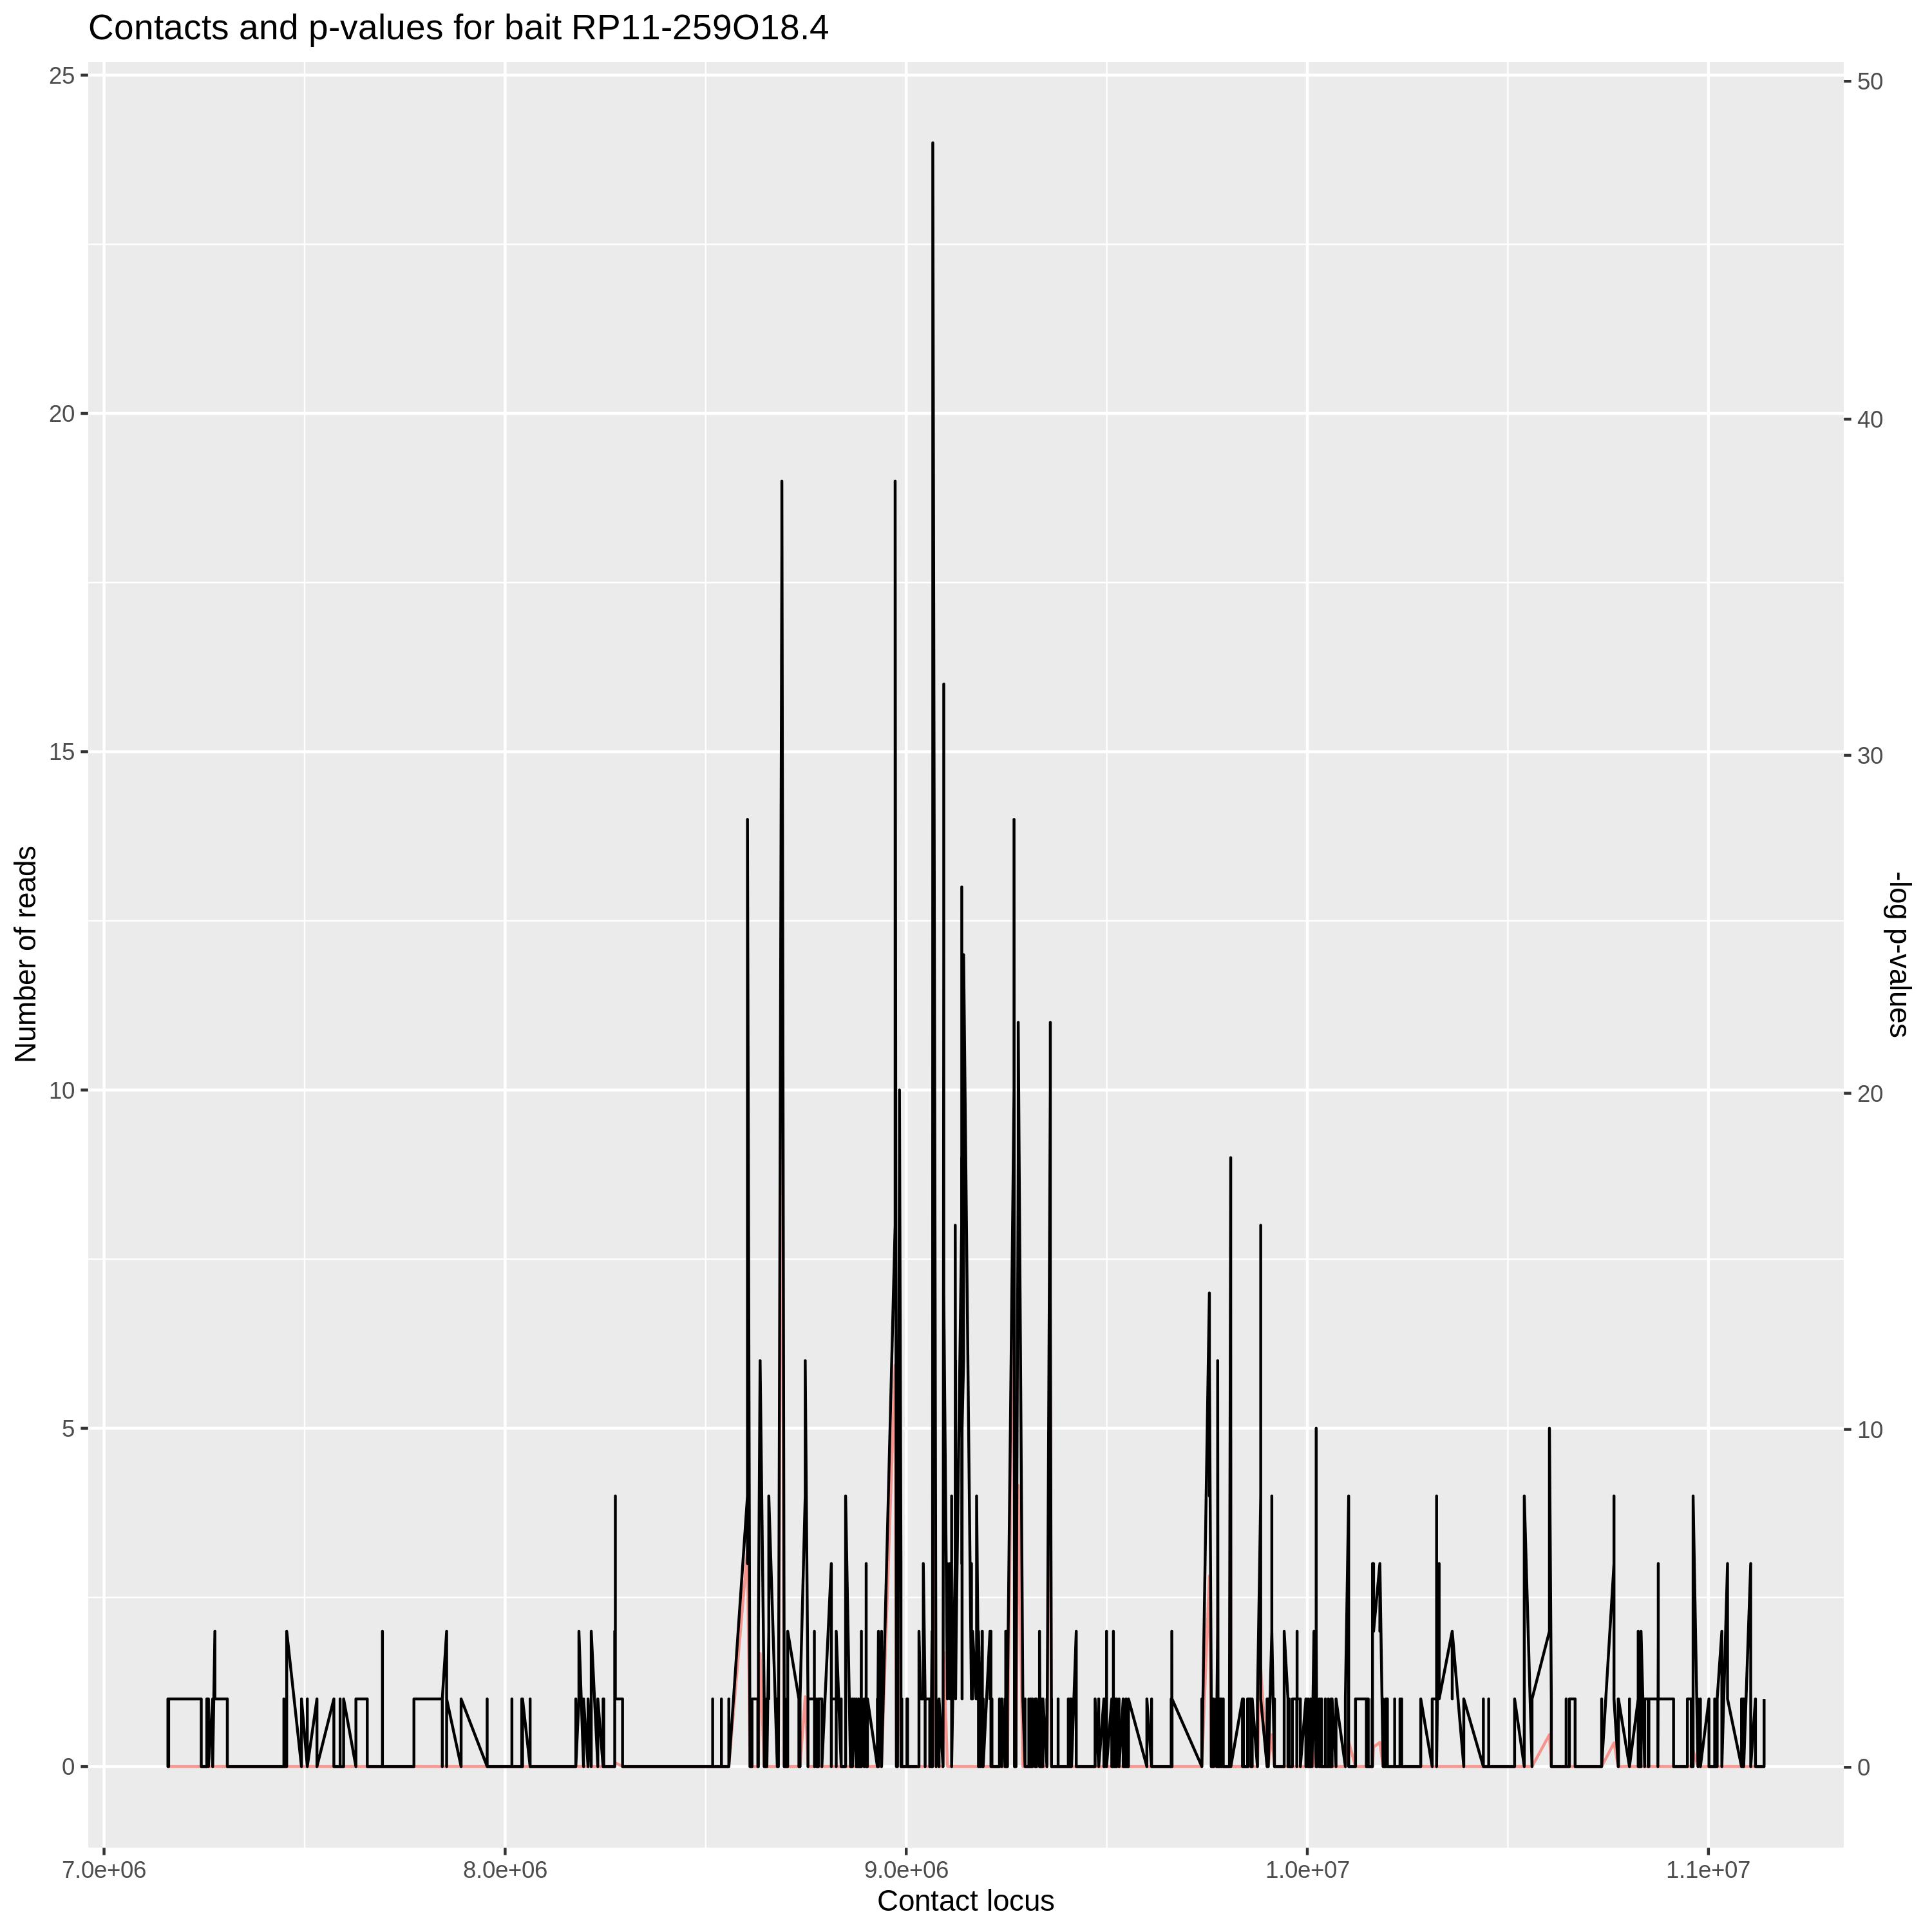 Contacts and p-values for bait RP11-259O18.4
25
20
15
10
5
0
Number of reads
50
40
30
20
10
0
-log p-values
7.0e+06 8.0e+06 9.0e+06 1.0e+07 1.1e+07
Contact locus